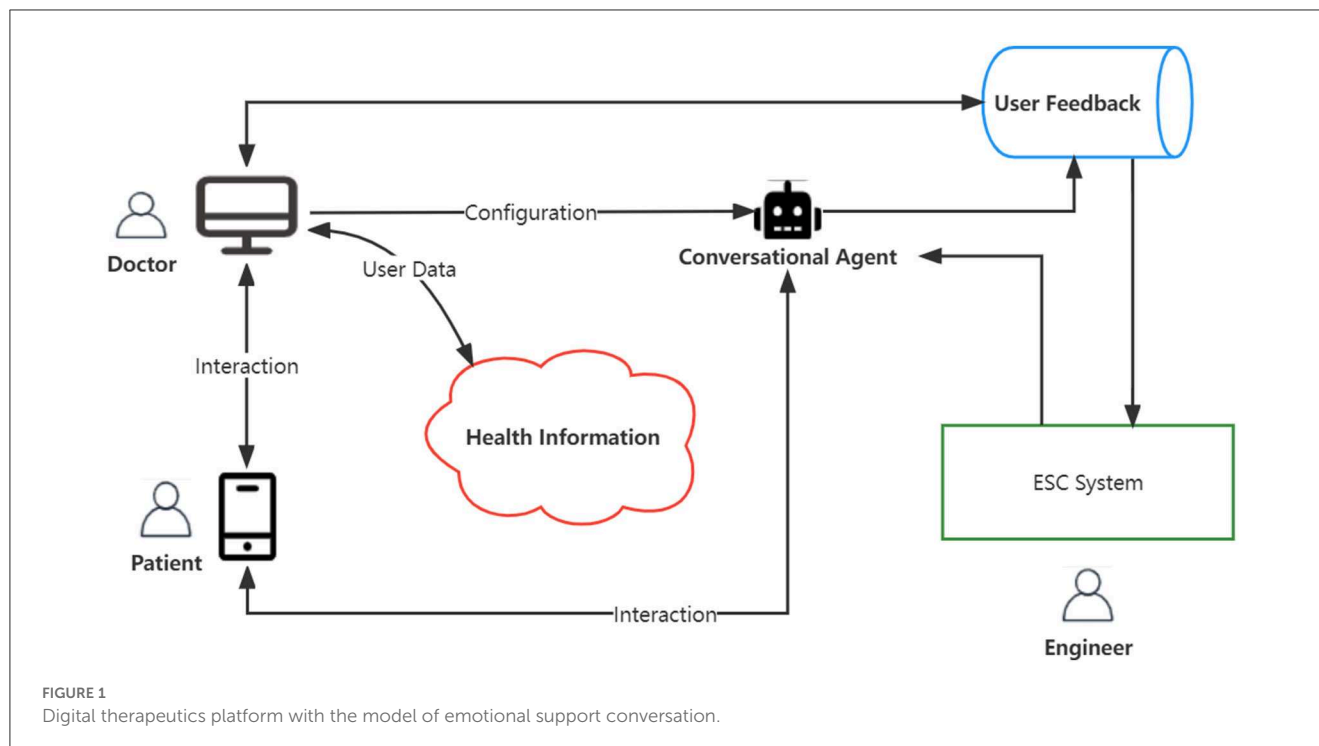 User Feedback
Configuration
Doctor
Conversational Agent
User Data
Interaction
Health Information
ESC System
Patient
Interaction
Engineer
FIGURE 1
Digital therapeutics platform with the model of emotional support conversation.